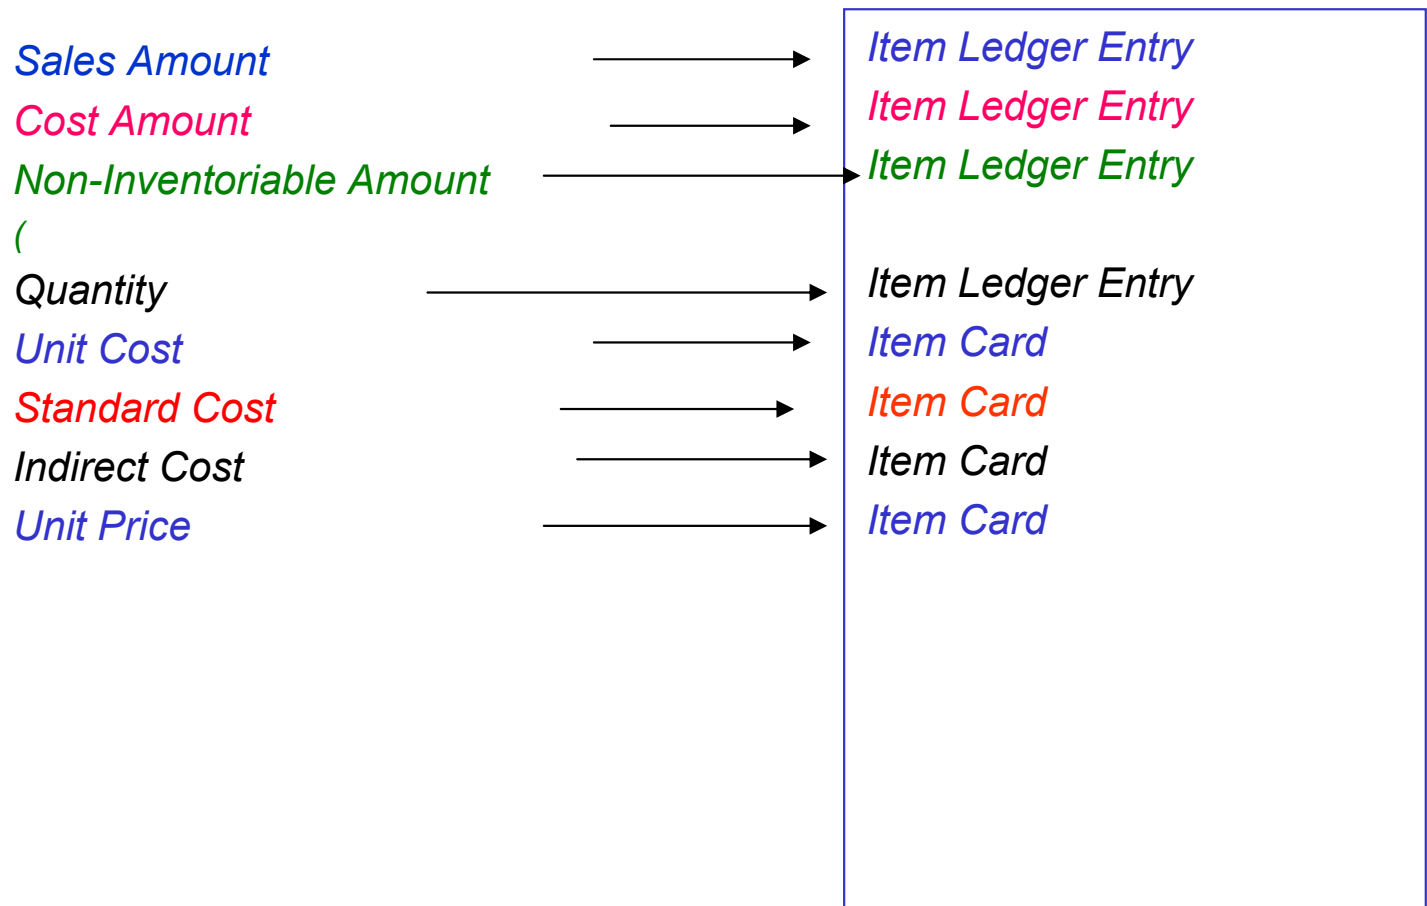 Sales Amount Item Ledger Entry
Cost Amount Item Ledger Entry
Non-Inventoriable Amount Item Ledger Entry
(
Quantity Item Ledger Entry
Unit Cost Item Card
Standard Cost Item Card
Indirect Cost Item Card
Unit Price Item Card